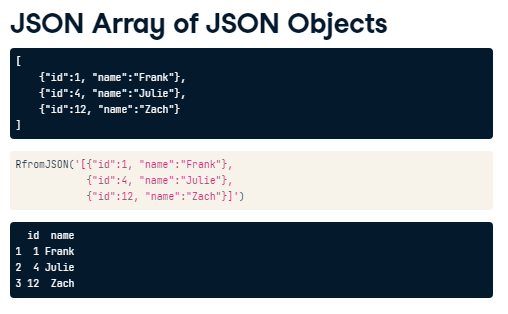 JSON Array of JSON Objects
[
    {"id":1, "name":"Frank"},
    {"id":4, "name":"Julie"},
    {"id":12, "name":"Zach"}
]
RfromJSON('[{"id":1, "name":"Frank"},
            {"id":4, "name":"Julie"},
            {"id":12, "name":"Zach"}]')
  id  name
1  1 Frank
2  4 Julie
3 12  Zach